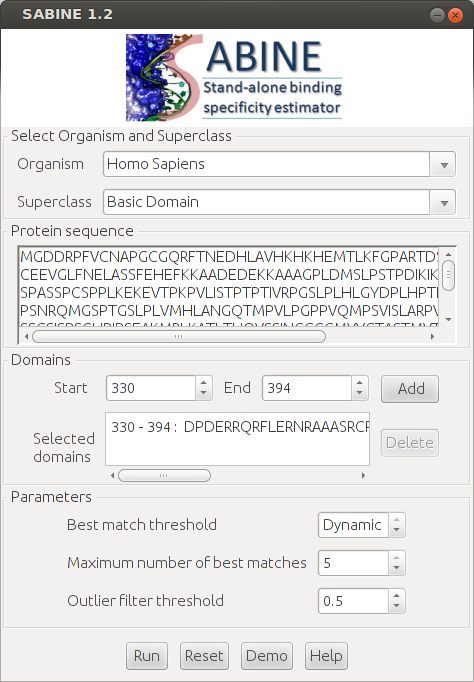 SABINE 1.2
SABINE
Stand-alone binding
specificity estimator
Select Organism and Superclass
Organism Homo Sapiens
Superclass Basic Domain
Protein sequence
MGDDRPFVCNAPGCGQRFTNEDHLAVHKHKHEMTLKFGPARTD
CEEVGLFNELASSFEHEFKKAADEDEKKAAAGPLDMSLPSTPDIKIK
SPASSPCSPPLKEKEVTPKPVLISTPTPTIVRPGSLPLHLGYDPLHPT
PSNRQMGSPTGSLPLVMHLANGQTMPVLPGPPVQMPSVISLARPV
Domains
Start 330 End 394 Add
Selected domains 330 - 394 : DPDERRQRFLERNRAAASRC Delete
Parameters
Best match threshold Dynamic
Maximum number of best matches 5
Outlier filter threshold 0.5
Run Reset Demo Help